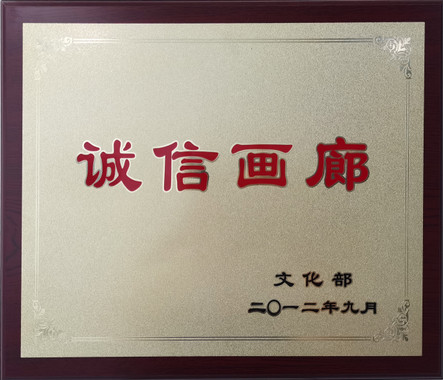 诚信画廊
文化部
二〇一二年九月